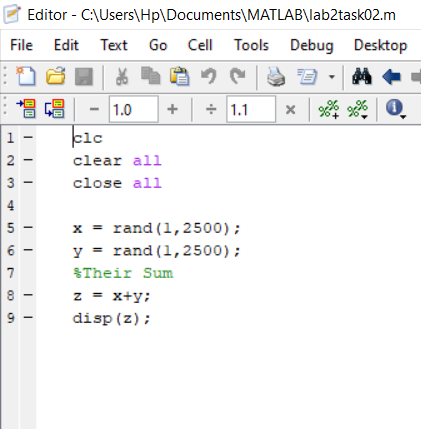 Editor - C:\Users\Hp\Documents\MATLAB\lab2task02.m
File Edit Text Go Cell Tools Debug Desktop
- 1.0 + ÷ 1.1 × %%+ %%
1 - clc
2 - clear all
3 - close all
4
5 - x = rand(1,2500);
6 - y = rand(1,2500);
7 %Their Sum
8 - z = x+y;
9 - disp(z);